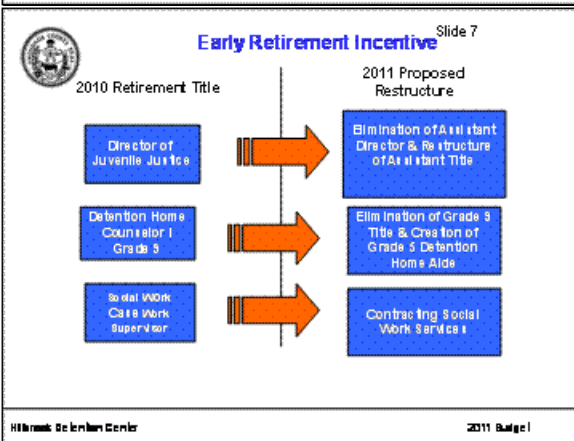 Slide 7
Early Retirement Incentive
2010 Retirement Title
2011 Proposed
Restructure
Director of
Juvenile Justice
Elimination of Assistant
Director & Restructure
of Assistant Title
Detention Home
Counselor I
Grade 9
Elimination of Grade 9
Title & Creation of
Grade 5 Detention
Home Aide
Social Work
Case Work
Supervisor
Contracting Social
Work Services
Detention Center
2011 Budget